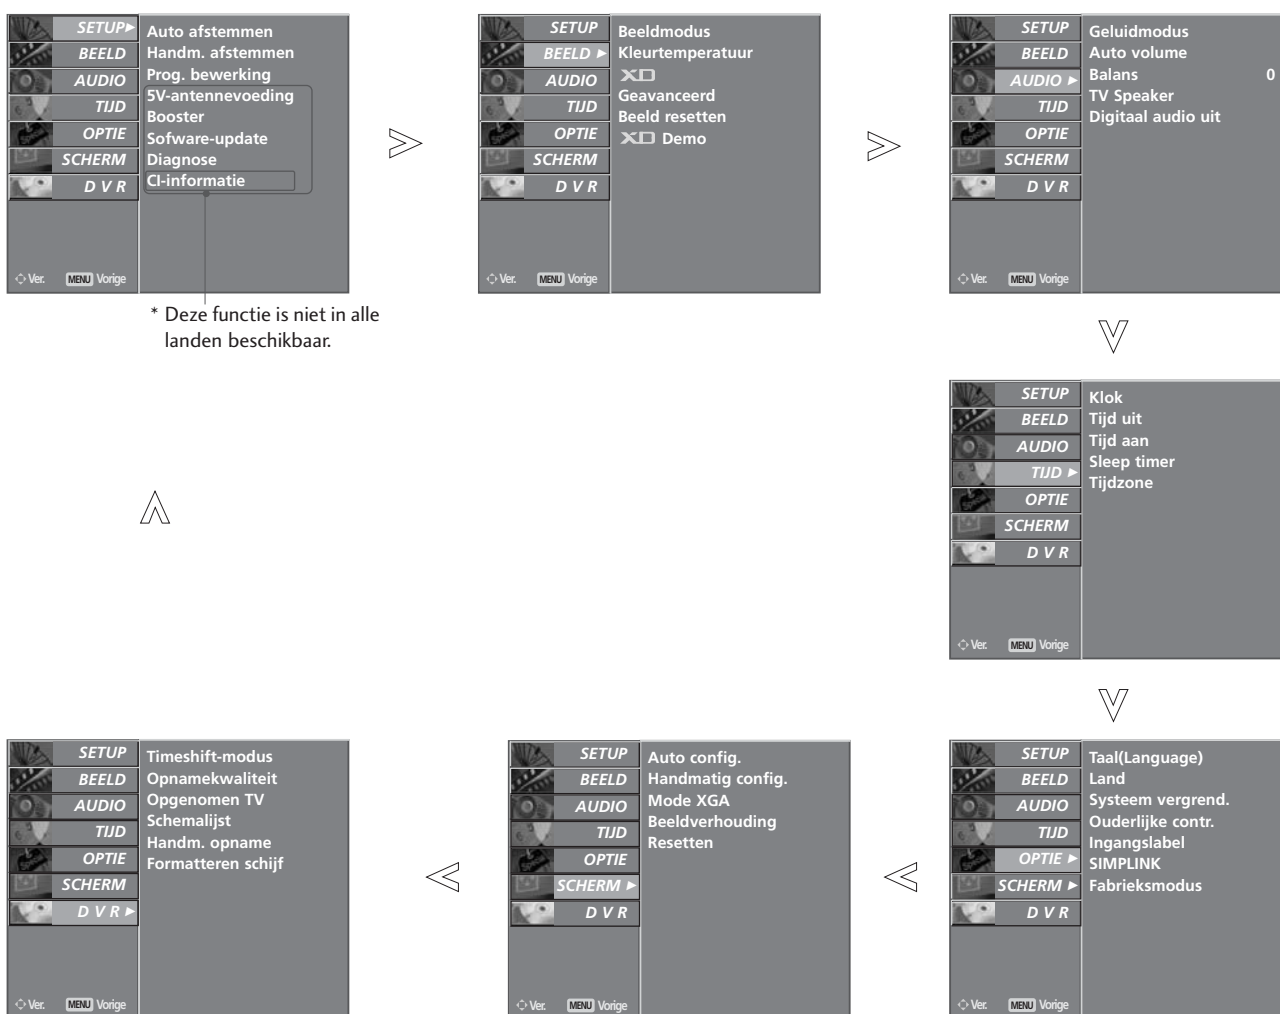 SETUP
BEELD
AUDIO
TIJD
OPTIE
SCHERM
D V R
Ver. MENU Vorige
Auto afstemmen
Handm. afstemmen
Prog. bewerking
5V-antennevoeding
Booster
Sofware-update
Diagnose
CI-informatie
* Deze functie is niet in alle
landen beschikbaar.
SETUP
BEELD
AUDIO
TIJD
OPTIE
SCHERM
D V R
Ver. MENU Vorige
Beeldmodus
Kleurtemperatuur
XD
Geavanceerd
Beeld resetten
XD Demo
SETUP
BEELD
AUDIO
TIJD
OPTIE
SCHERM
D V R
Ver. MENU Vorige
Geluidmodus
Auto volume
Balans 0
TV Speaker
Digitaal audio uit
SETUP
BEELD
AUDIO
TIJD
OPTIE
SCHERM
D V R
Ver. MENU Vorige
Klok
Tijd uit
Tijd aan
Sleep timer
Tijdzone
SETUP
BEELD
AUDIO
TIJD
OPTIE
SCHERM
D V R
Ver. MENU Vorige
Timeshift-modus
Opnamekwaliteit
Opgenomen TV
Schemalijst
Handm. opname
Formatteren schijf
SETUP
BEELD
AUDIO
TIJD
OPTIE
SCHERM
D V R
Ver. MENU Vorige
Auto config.
Handmatig config.
Mode XGA
Beeldverhouding
Resetten
SETUP
BEELD
AUDIO
TIJD
OPTIE
SCHERM
D V R
Ver. MENU Vorige
Taal(Language)
Land
Systeem vergrend.
Ouderlijke contr.
Ingangslabel
SIMPLINK
Fabrieksmodus